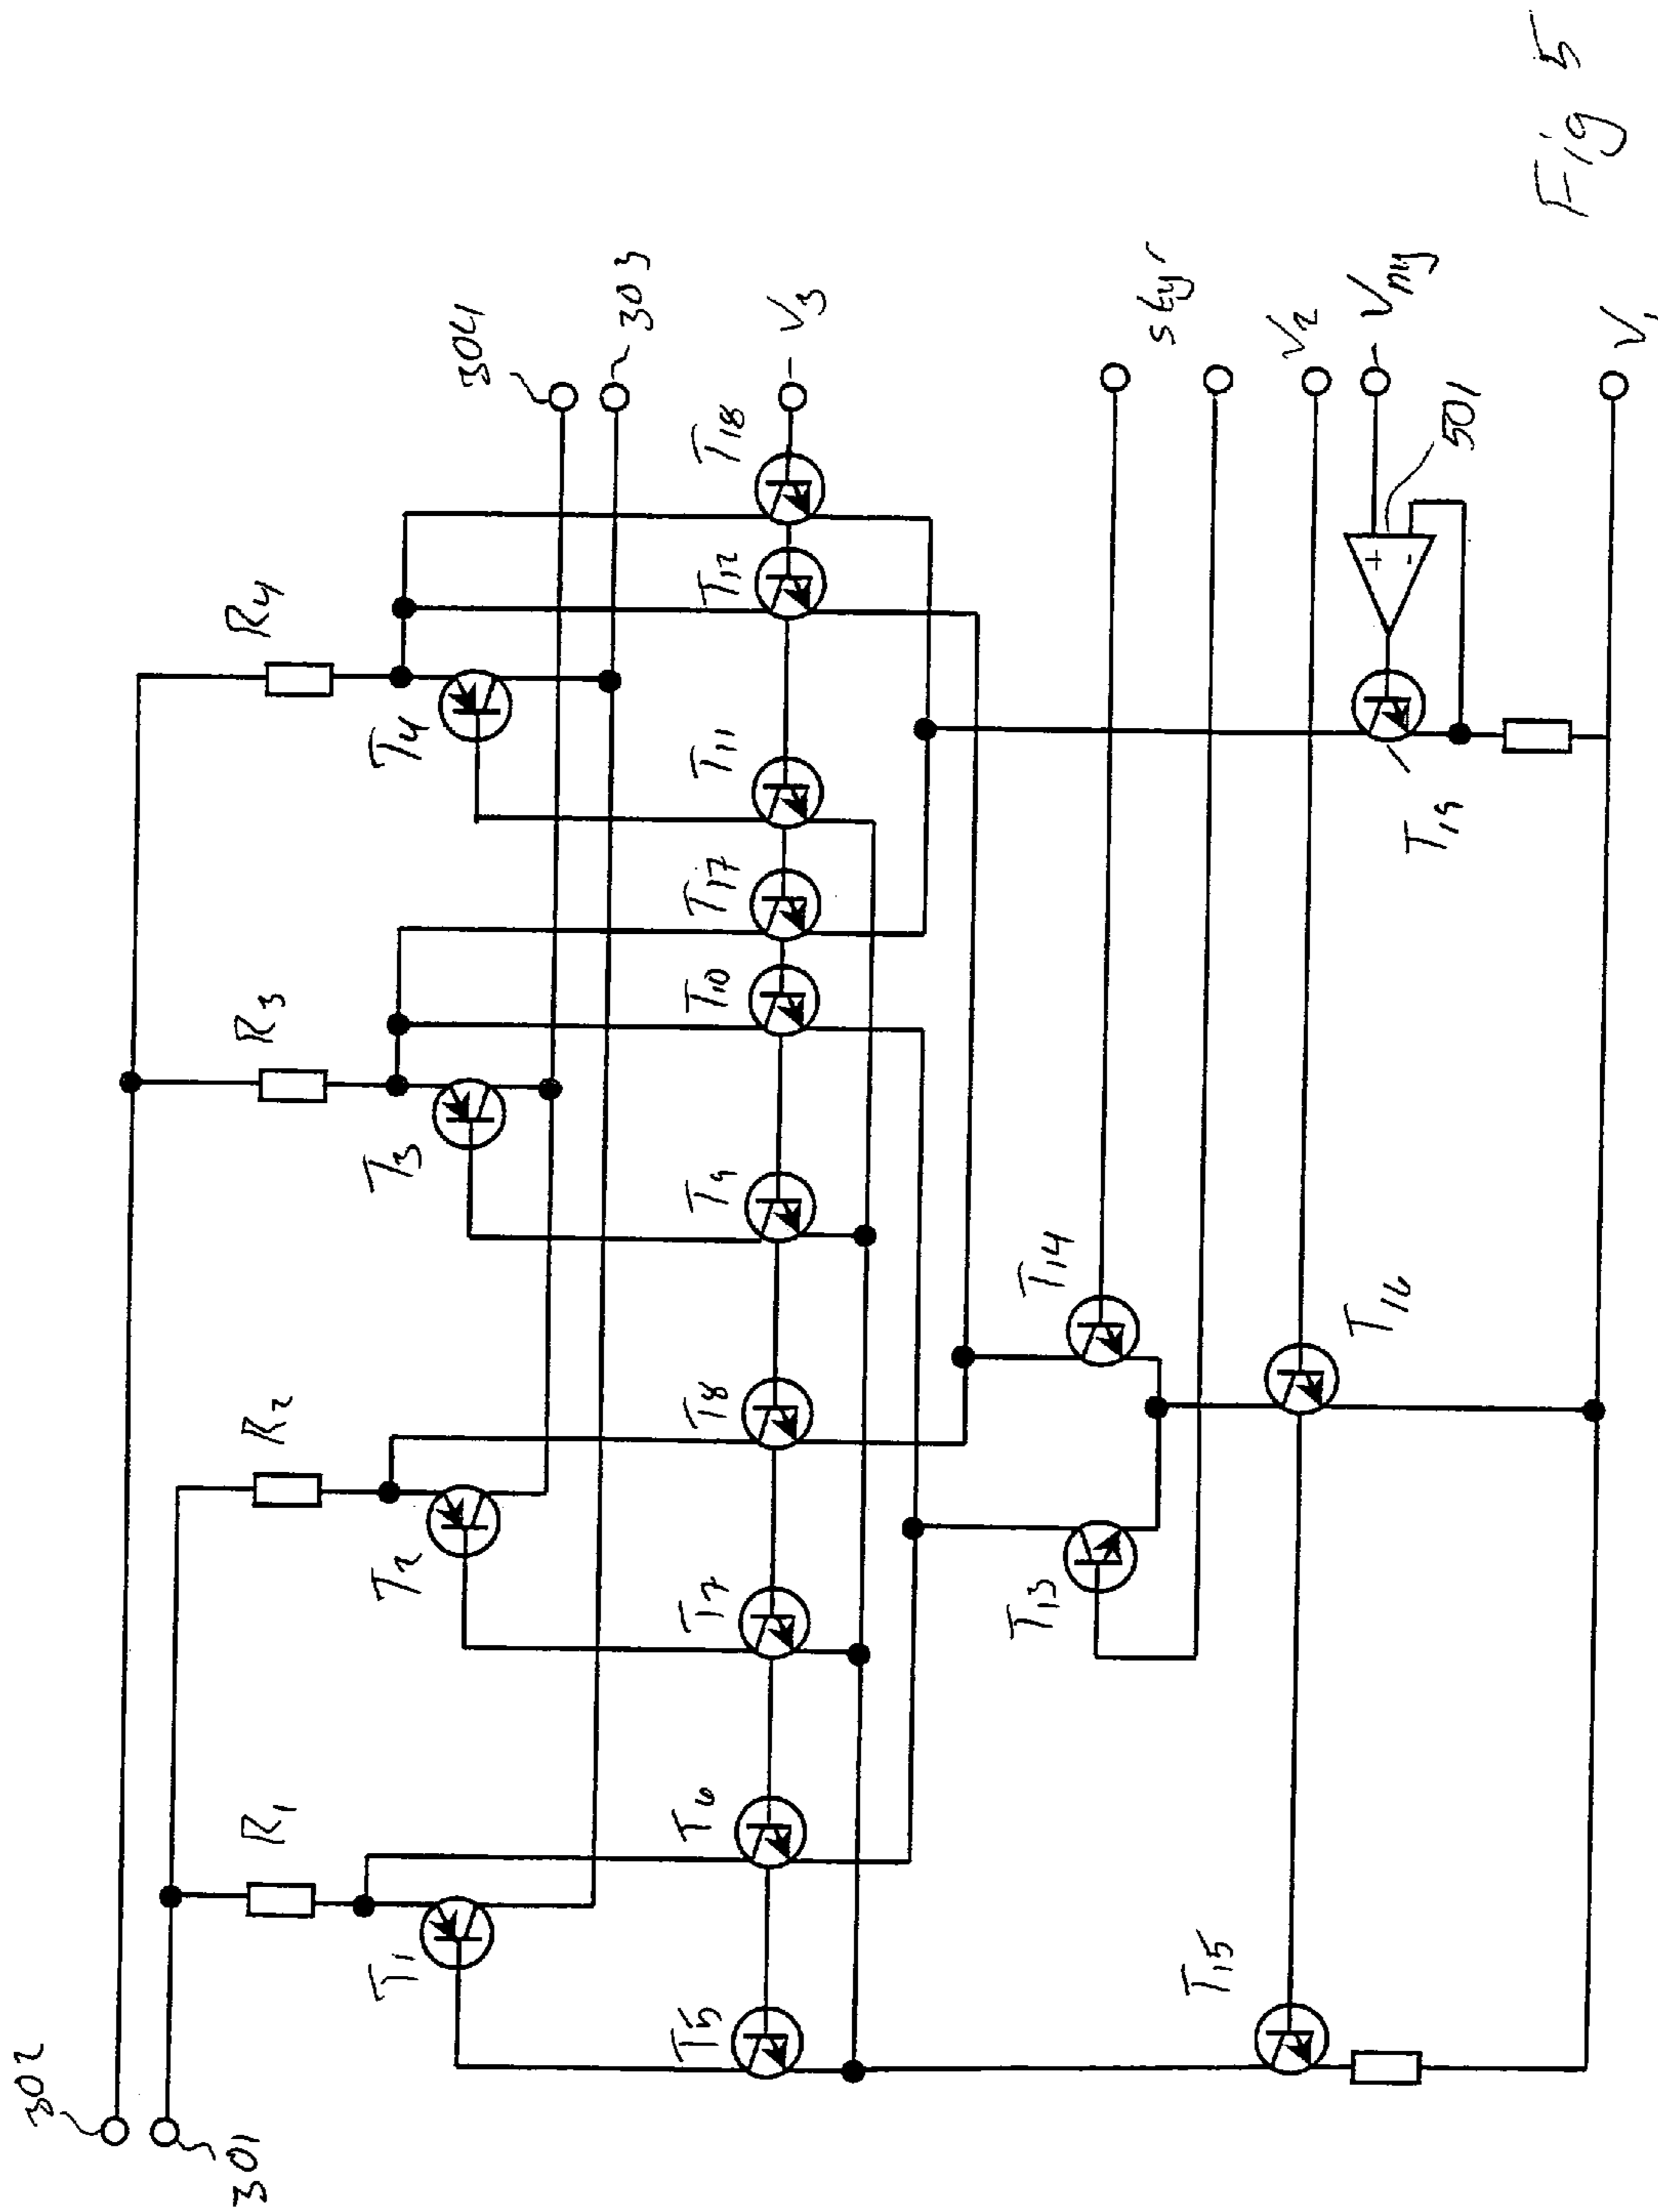 302
301
R1
R2
R3
R4
T1
T2
T3
T4
304
303
T5
T6
T7
T8
T9
T10
T17
T11
T12
T18
V3
T13
T14
styr
T15
T16
V2
+
-
Vny
501
T19
V1
Fig 5